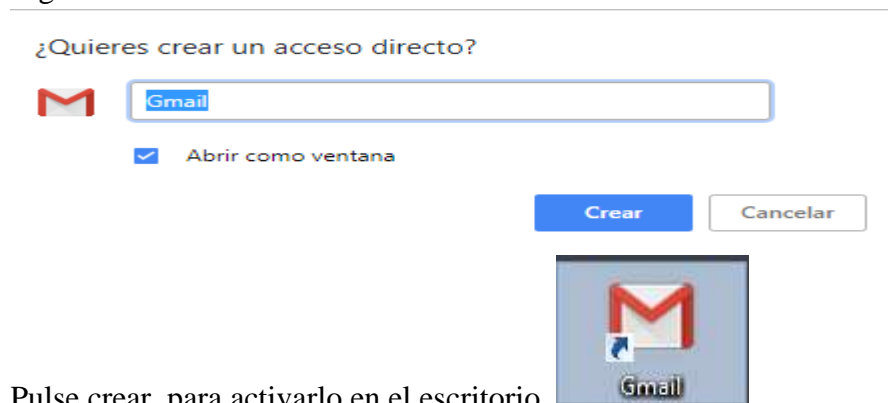 ¿Quieres crear un acceso directo?
Gmail
Abrir como ventana
Crear
Cancelar
Gmail
Pulse crear, para activarlo en el escritorio